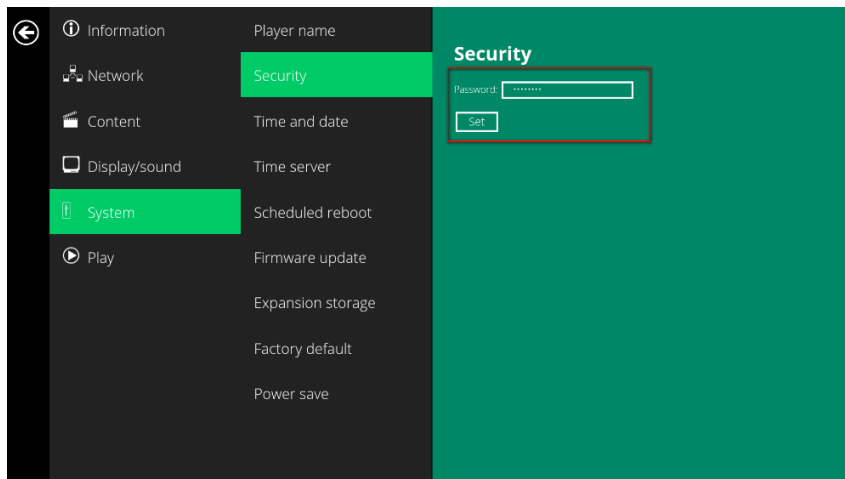 Information
Network
Content
Display/sound
System
Play
Player name
Security
Time and date
Time server
Scheduled reboot
Firmware update
Expansion storage
Factory default
Power save
Security
Password: ········
Set